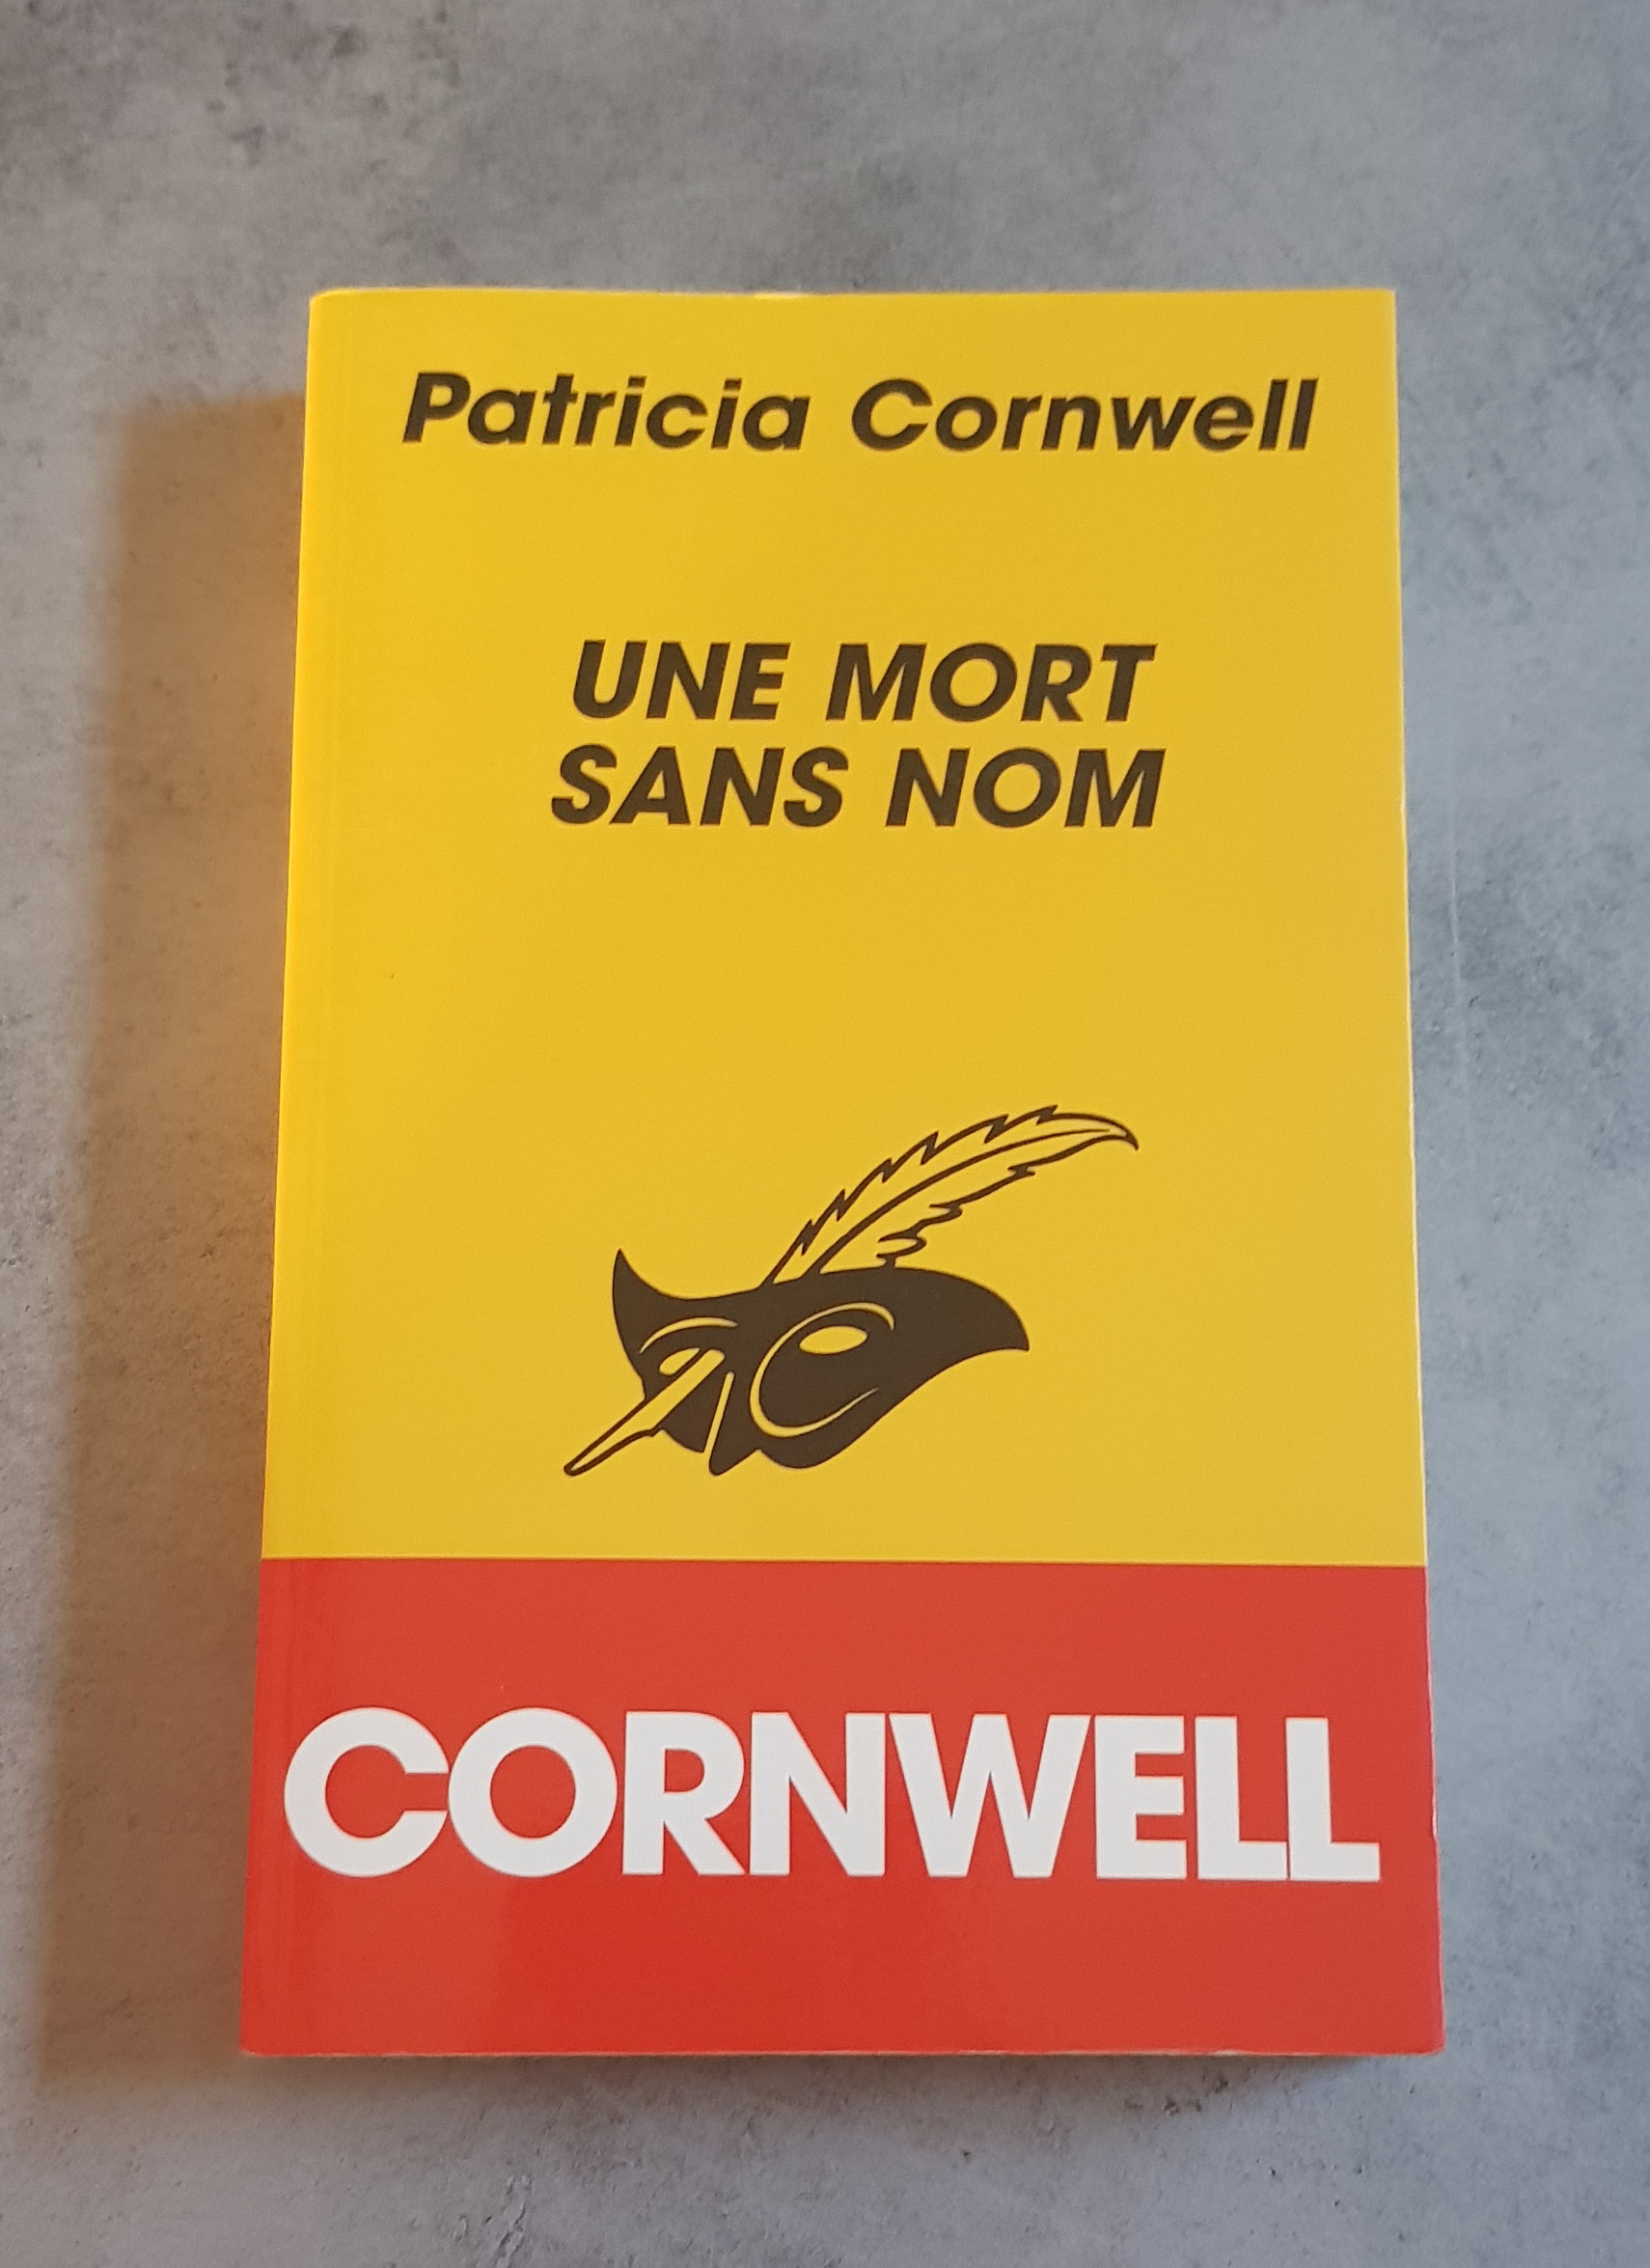 Patricia Cornwell
UNE MORT
SANS NOM
CORNWELL